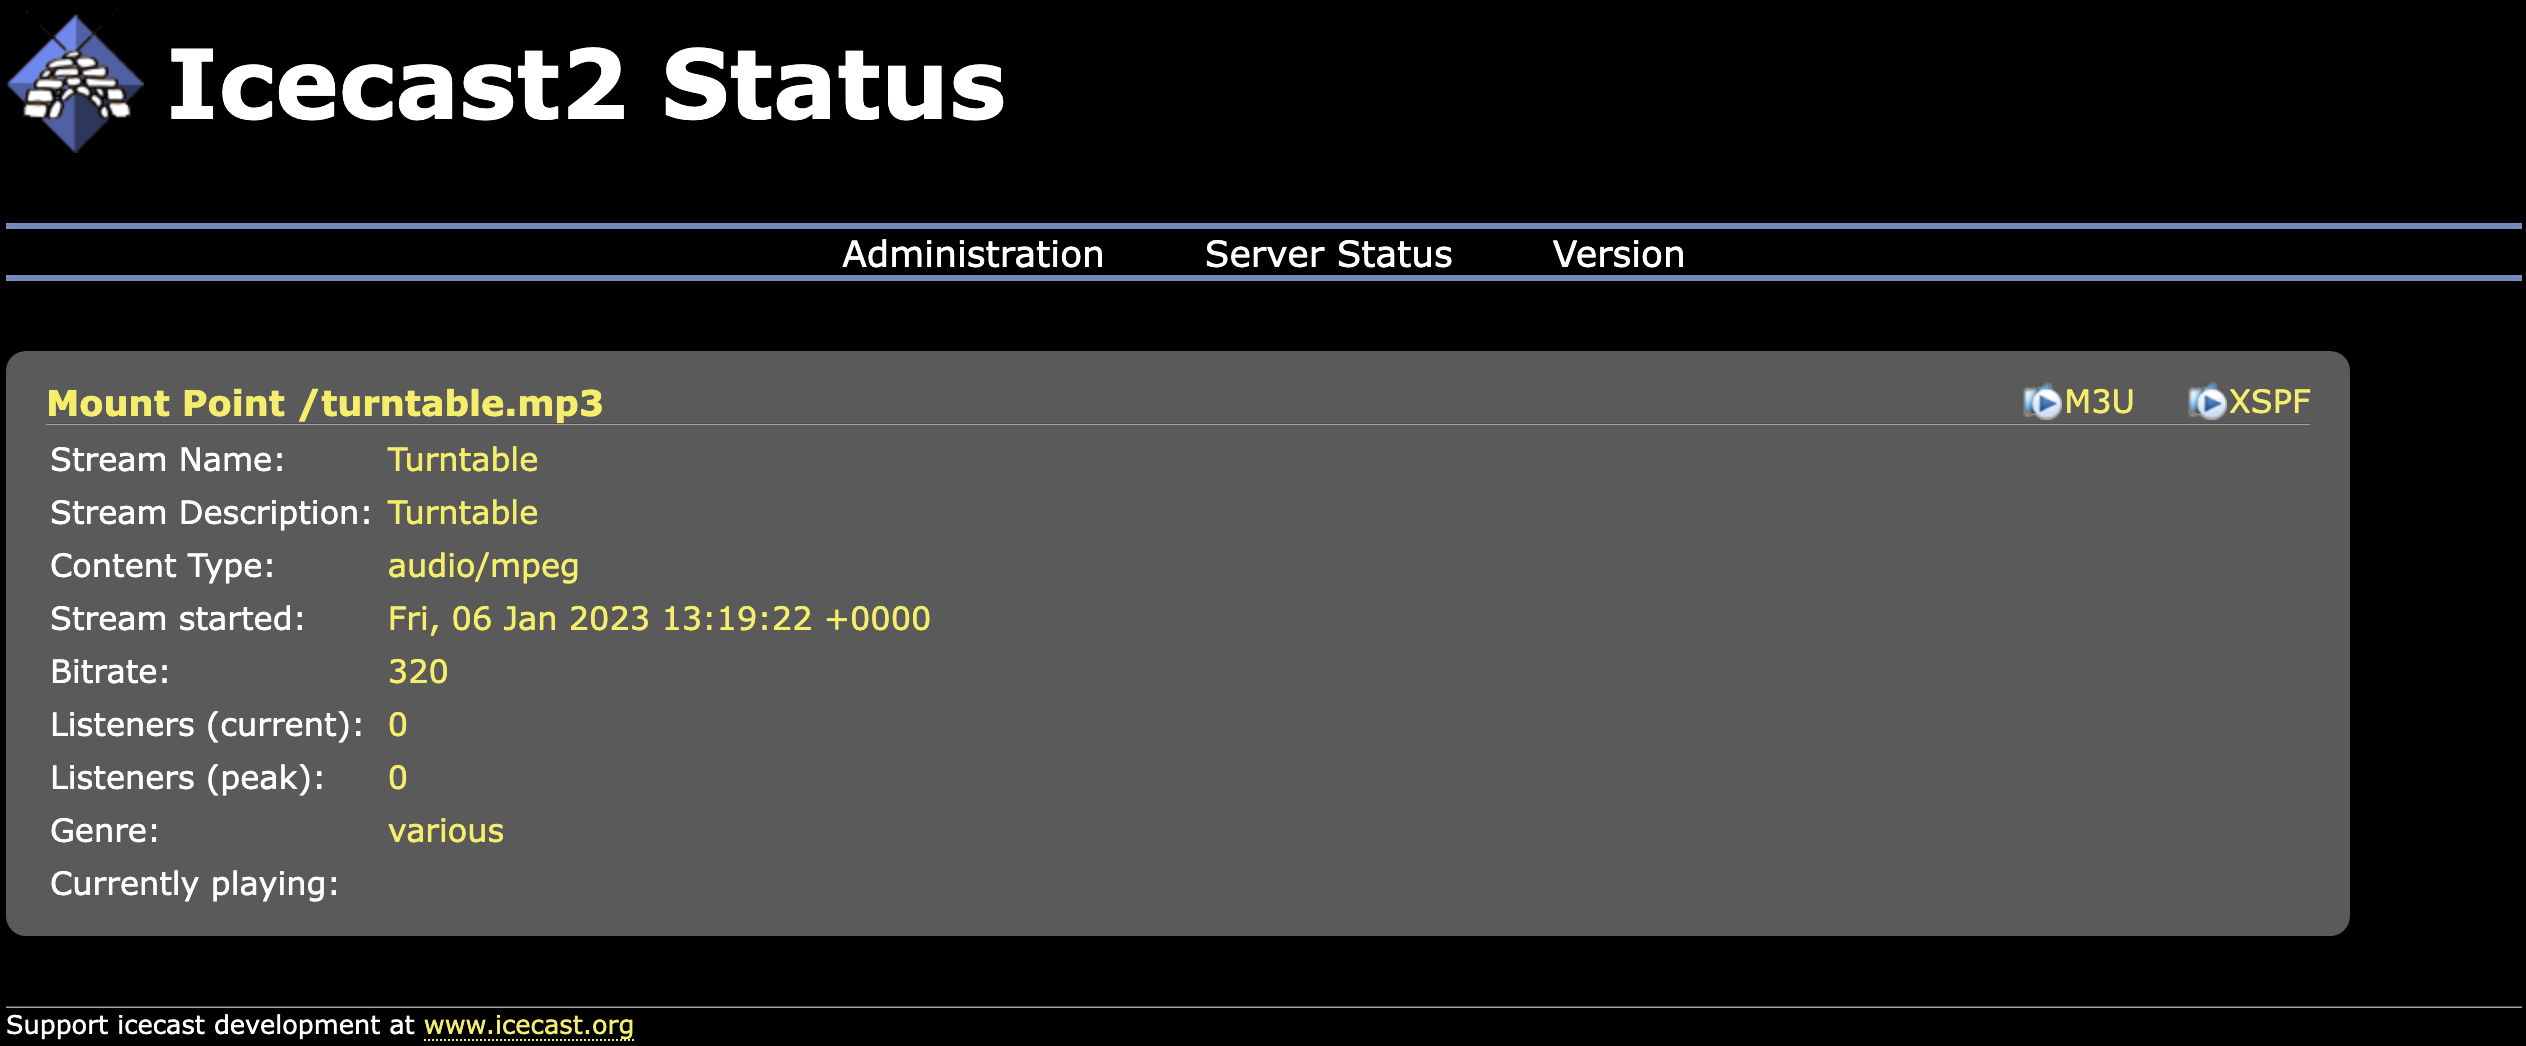 Icecast2 Status
Administration Server Status Version
Mount Point /turntable.mp3 M3U XSPF
Stream Name: Turntable
Stream Description: Turntable
Content Type: audio/mpeg
Stream started: Fri, 06 Jan 2023 13:19:22 +0000
Bitrate: 320
Listeners (current): 0
Listeners (peak): 0
Genre: various
Currently playing:
Support icecast development at www.icecast.org